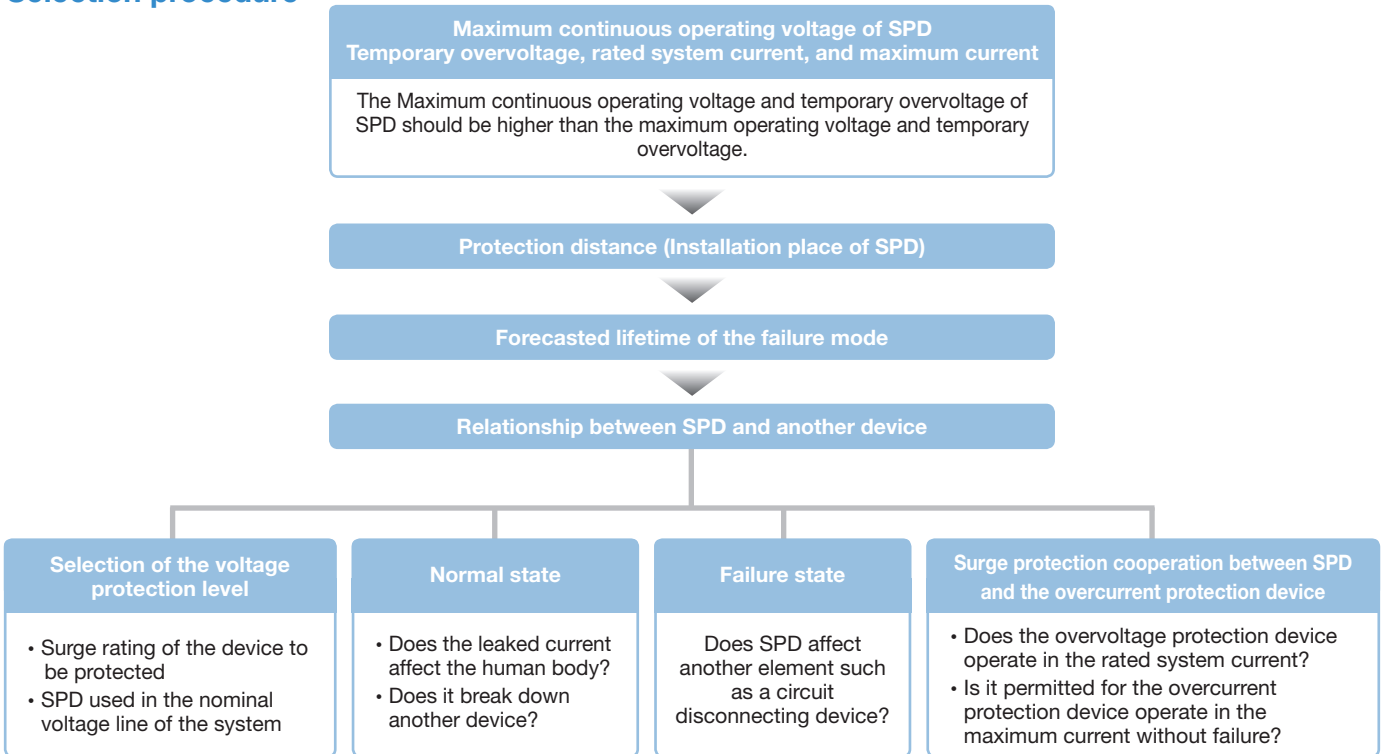 Selection procedure
Maximum continuous operating voltage of SPD
Temporary overvoltage, rated system current, and maximum current
The Maximum continuous operating voltage and temporary overvoltage of
SPD should be higher than the maximum operating voltage and temporary
overvoltage.
Protection distance (Installation place of SPD)
Forecasted lifetime of the failure mode
Relationship between SPD and another device
Selection of the voltage
protection level
• Surge rating of the device to
be protected
• SPD used in the nominal
voltage line of the system
Normal state
• Does the leaked current
affect the human body?
• Does it break down
another device?
Failure state
Does SPD affect
another element such
as a circuit
disconnecting device?
Surge protection cooperation between SPD
and the overcurrent protection device
• Does the overvoltage protection device
operate in the rated system current?
• Is it permitted for the overcurrent
protection device operate in the
maximum current without failure?